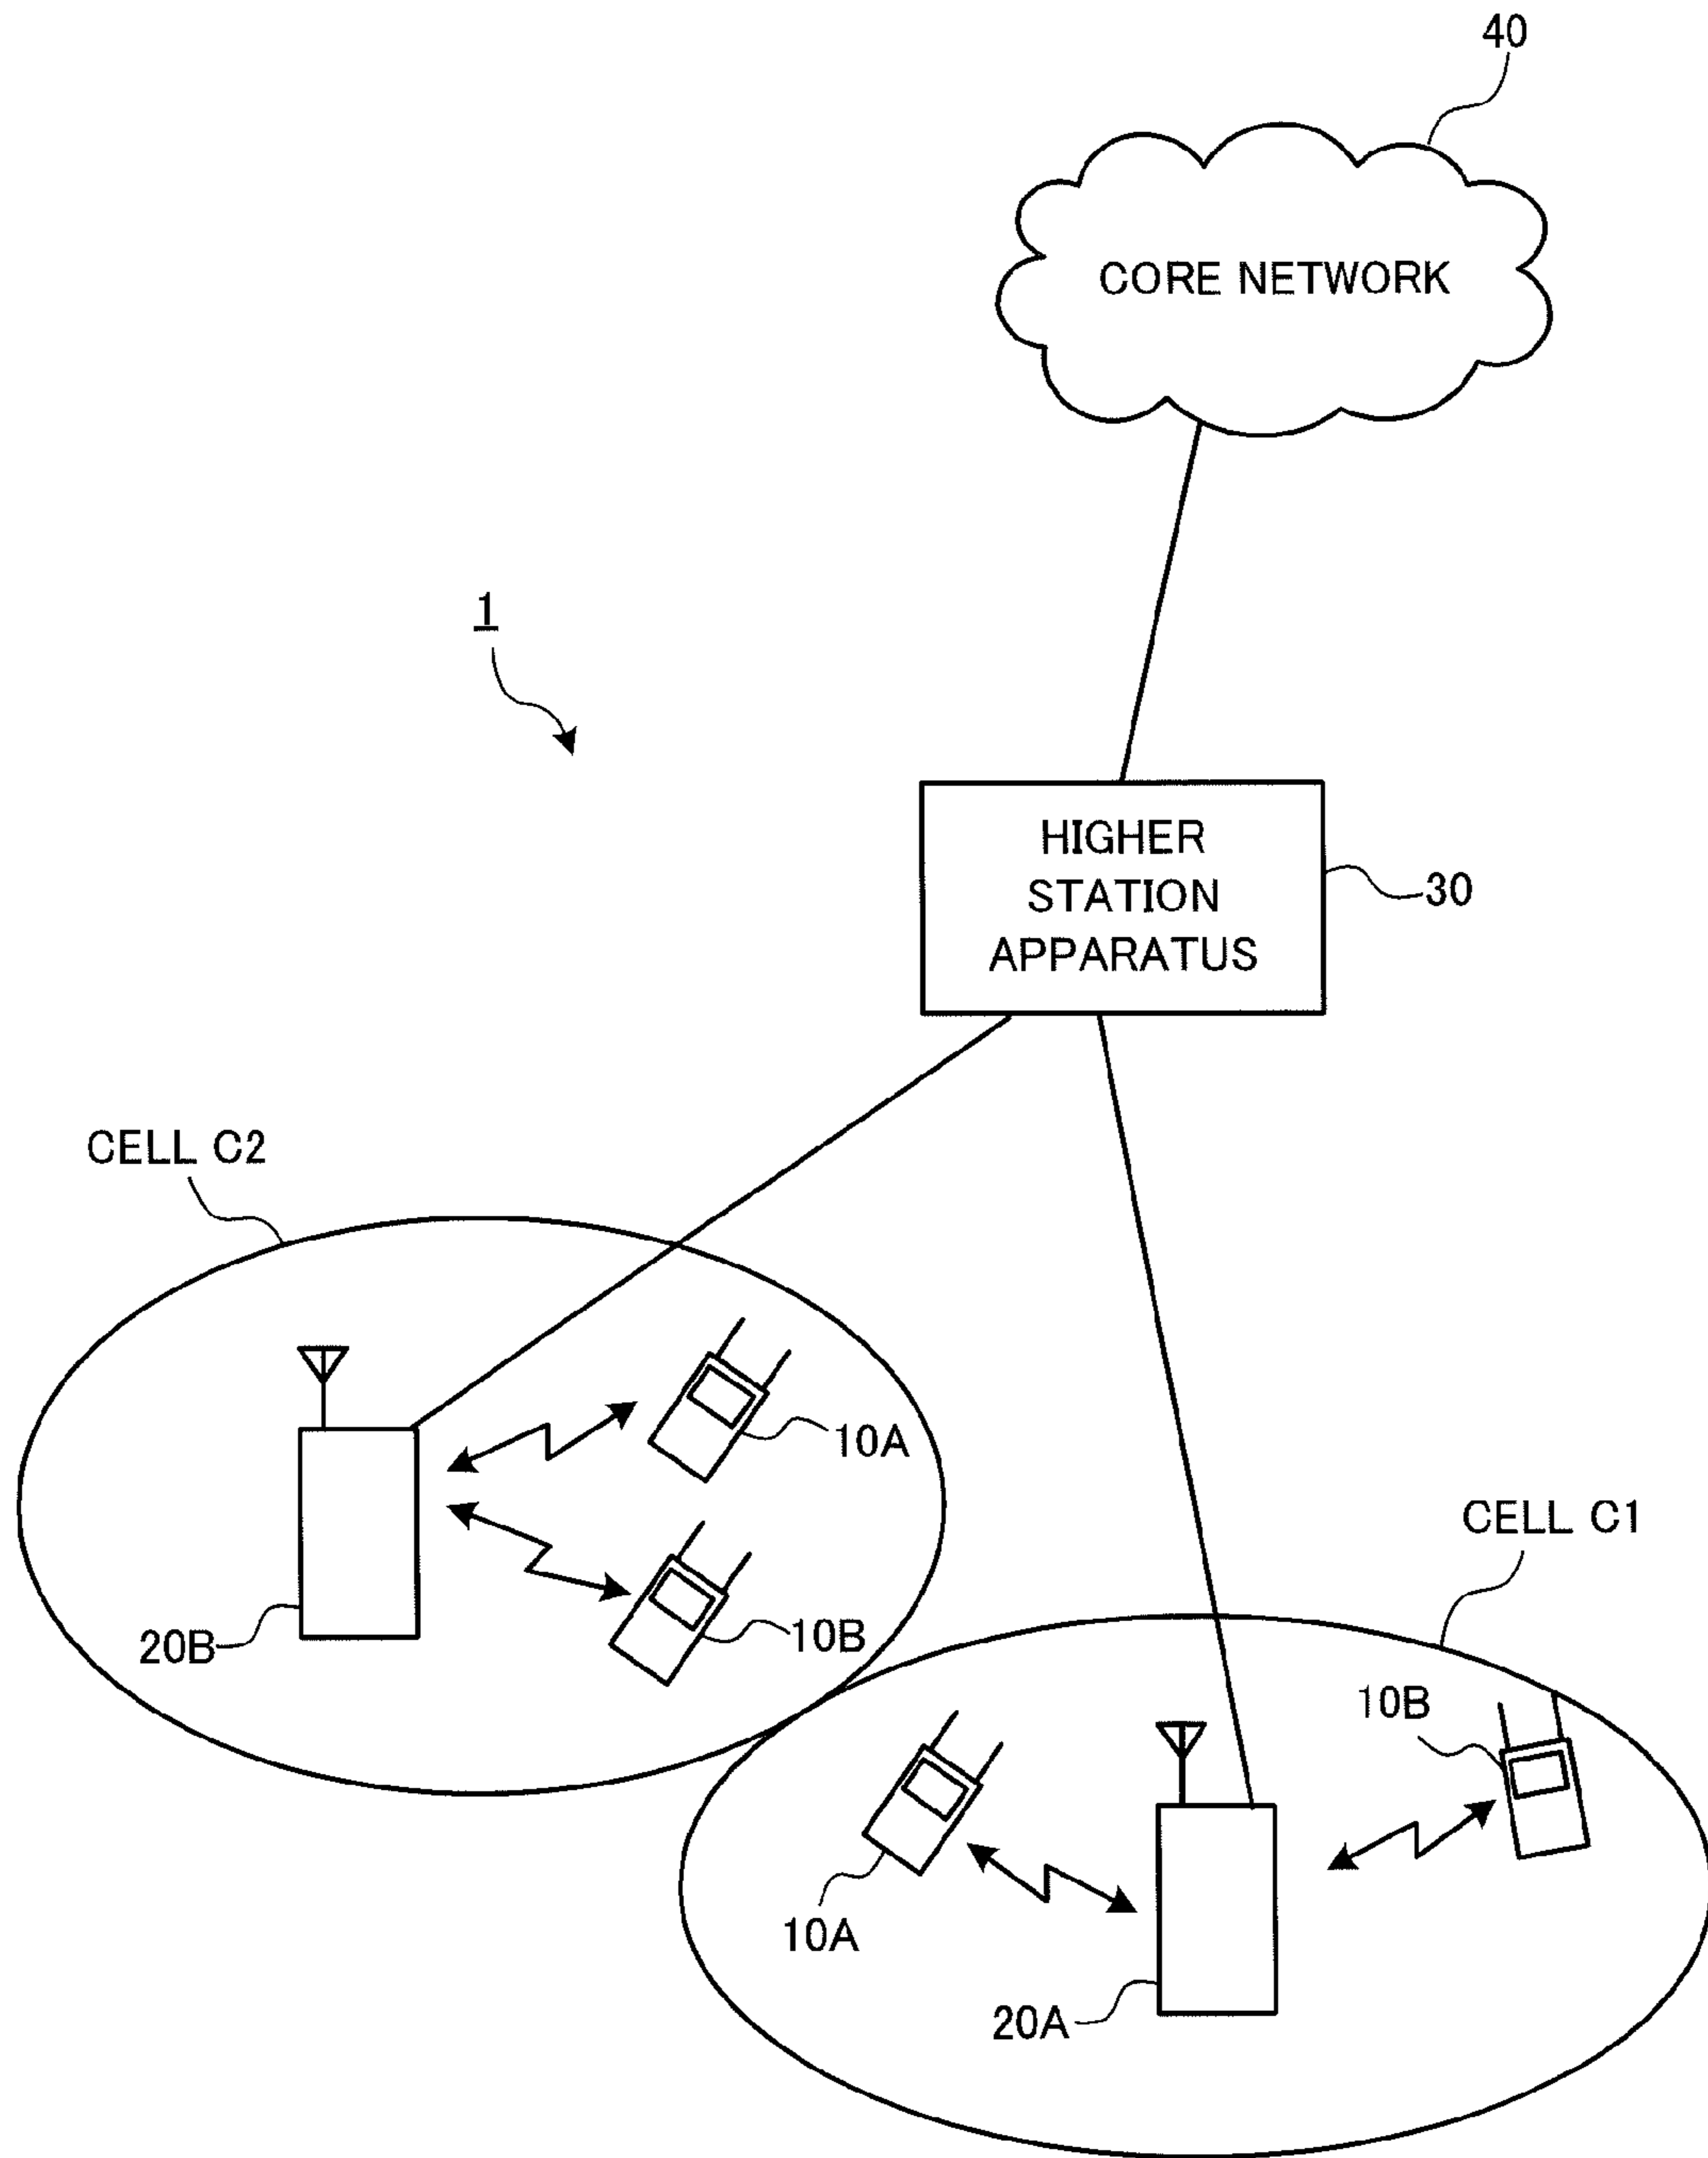 40
CORE NETWORK
1
HIGHER
STATION
APPARATUS
30
CELL C2
10A
CELL C1
20B
10B
10B
10A
20A